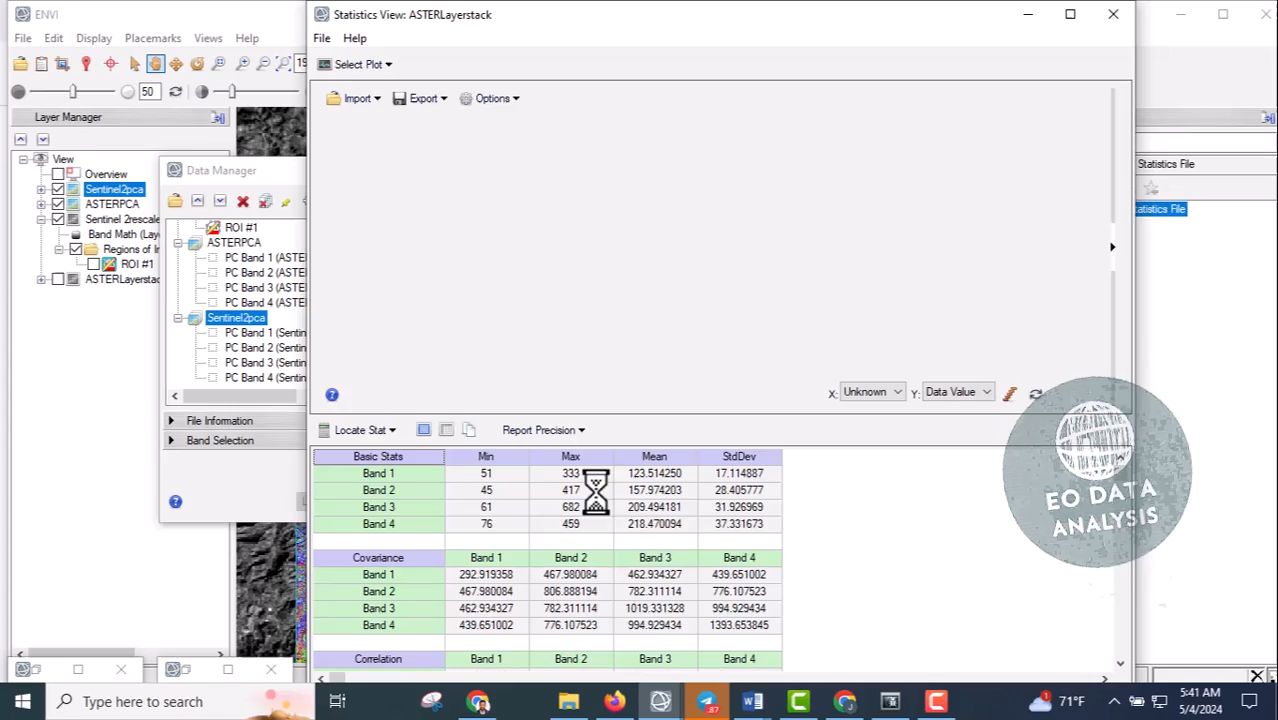 ENVI
File Edit Display Placemarks Views Help
50
Layer Manager
View
Overview
Sentinel2pca
ASTERPCA
Sentinel 2rescale
Band Math (Lay
Regions of In
ROI #1
ASTERLayerstac
Data Manager
ROI #1
ASTERPCA
PC Band 1 (ASTE
PC Band 2 (ASTE
PC Band 3 (ASTE
PC Band 4 (ASTE
Sentinel2pca
PC Band 1 (Sentin
PC Band 2 (Sentin
PC Band 3 (Sentin
PC Band 4 (Sentin
File Information
Band Selection
Statistics View: ASTERLayerstack
File Help
Select Plot
Import Export Options
X: Unknown Y: Data Value
Locate Stat Report Precision
Basic Stats Min Max Mean StdDev
Band 1 51 333 123.514250 17.114887
Band 2 45 417 157.974203 28.405777
Band 3 61 682 209.494181 31.926969
Band 4 76 459 218.470094 37.331673
Covariance Band 1 Band 2 Band 3 Band 4
Band 1 292.919358 467.980084 462.934327 439.651002
Band 2 467.980084 806.888194 782.311114 776.107523
Band 3 462.934327 782.311114 1019.331328 994.929434
Band 4 439.651002 776.107523 994.929434 1393.653845
Correlation Band 1 Band 2 Band 3 Band 4
Statistics File
tatistics File
EO DATA
ANALYSIS
Type here to search
87
1
71°F
5:41 AM
5/4/2024